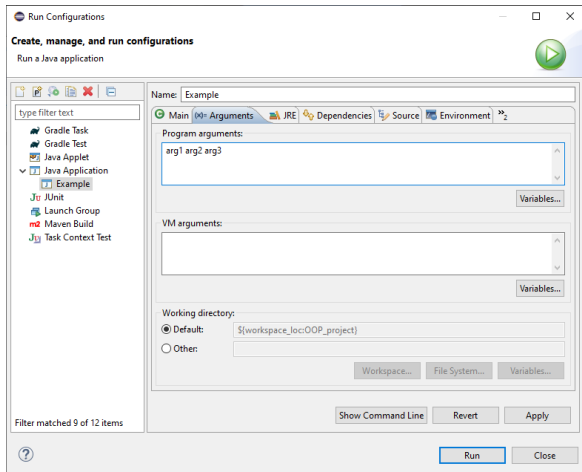 Run Configurations
Create, manage, and run configurations
Run a Java application
type filter text
Gradle Task
Gradle Test
Java Applet
Java Application
Example
Ju JUnit
Launch Group
m2 Maven Build
Task Context Test
Filter matched 9 of 12 items
Name: Example
Main (x)= Arguments JRE Dependencies Source Environment »2
Program arguments:
arg1 arg2 arg3
Variables...
VM arguments:
Variables...
Working directory:
Default: ${workspace_loc:OOP_project}
Other:
Workspace... File System... Variables...
Show Command Line Revert Apply
? Run Close